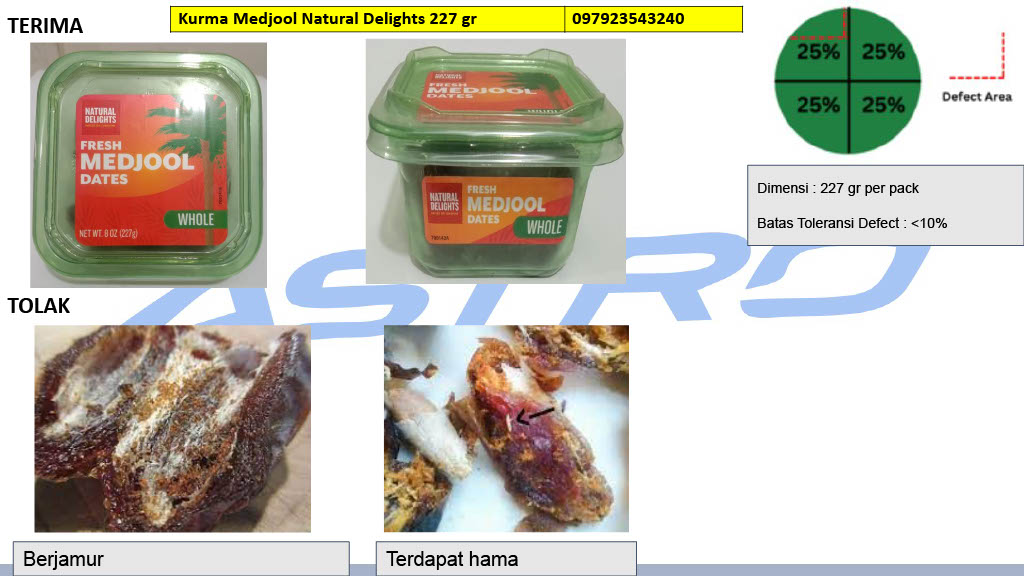 TERIMA
Kurma Medjool Natural Delights 227 gr
097923543240
NATURAL
DELIGHTS
FRESH
MEDJOOL
DATES
WHOLE
NET WT. 8 OZ (227g)
FRESH
MEDJOOL
DATES
WHOLE
NATURAL
DELIGHTS
FRESH
MEDJOOL
DATES
WHOLE
25%
25%
25%
25%
Defect Area
Dimensi : 227 gr per pack
Batas Toleransi Defect : <10%
ASTRO
TOLAK
Berjamur
Terdapat hama